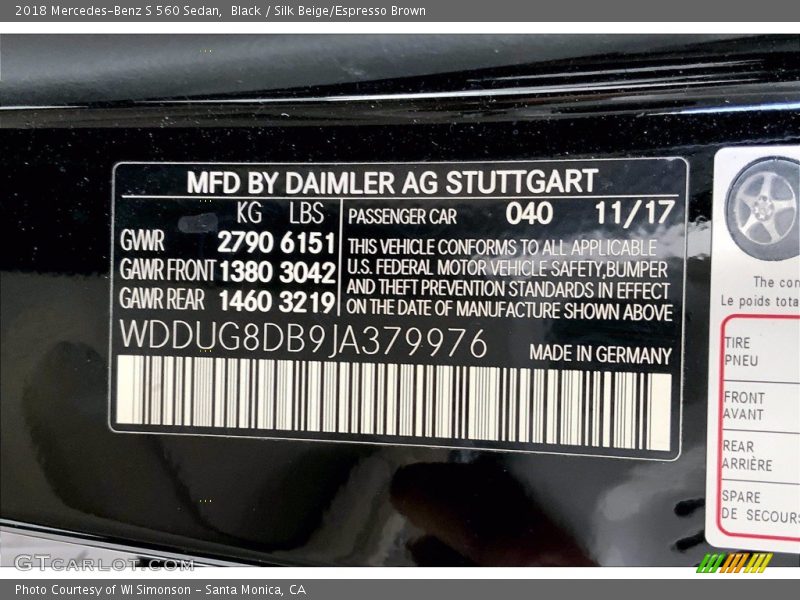 2018 Mercedes-Benz S 560 Sedan, Black / Silk Beige/Espresso Brown
MFD BY DAIMLER AG STUTTGART
KG LBS
GWR 2790 6151
GAWR FRONT 1380 3042
GAWR REAR 1460 3219
PASSENGER CAR 040 11/17
THIS VEHICLE CONFORMS TO ALL APPLICABLE
U.S. FEDERAL MOTOR VEHICLE SAFETY,BUMPER
AND THEFT PREVENTION STANDARDS IN EFFECT
ON THE DATE OF MANUFACTURE SHOWN ABOVE
WDDUG8DB9JA379976
MADE IN GERMANY
The
Le poids
TIRE
PNEU
FRONT
AVANT
REAR
ARRIÈRE
SPARE
DE SECOURS
GTcarlot.com
Photo Courtesy of WI Simonson - Santa Monica, CA